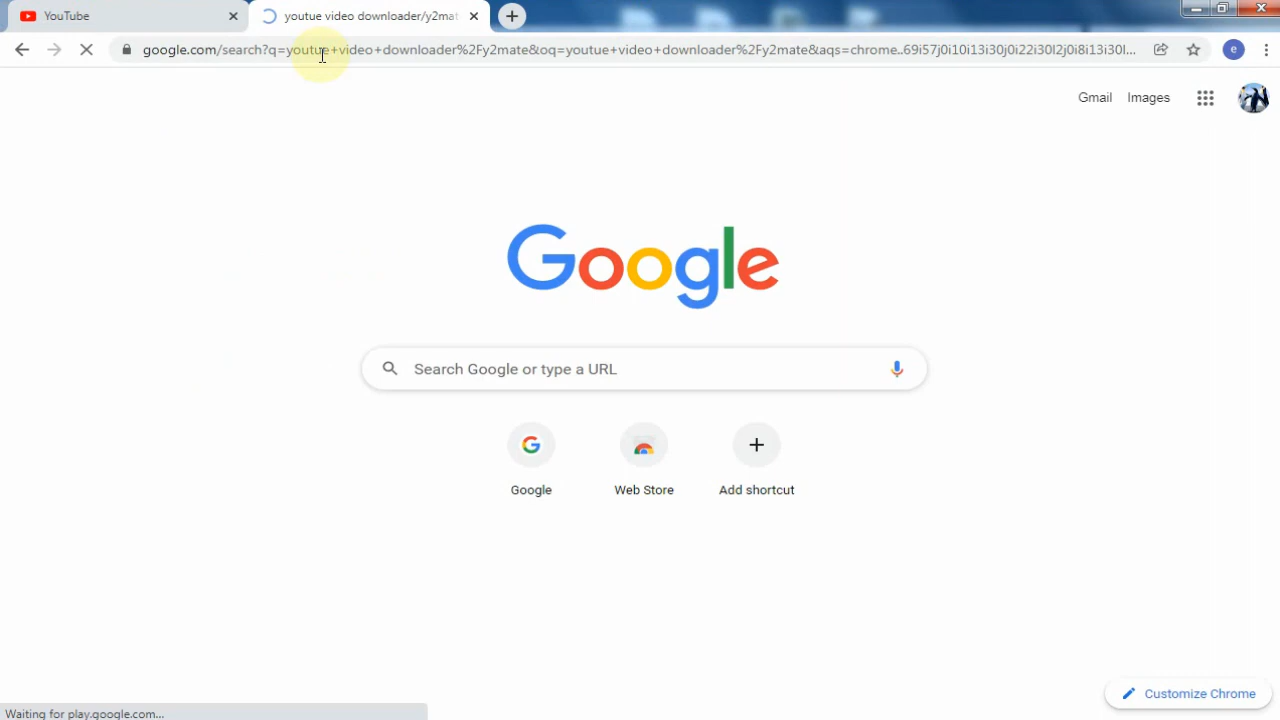 YouTube
youtue video downloader/y2mat
google.com/search?q=youtue+video+downloader%2Fy2mate&oq=youtue+video+downloader%2Fy2mate&aqs=chrome..69i57j0i10i13i30j0i22i30l2j0i8i13i30l...
e
Gmail Images
Google
Search Google or type a URL
Google Web Store Add shortcut
Customize Chrome
Waiting for play.google.com...